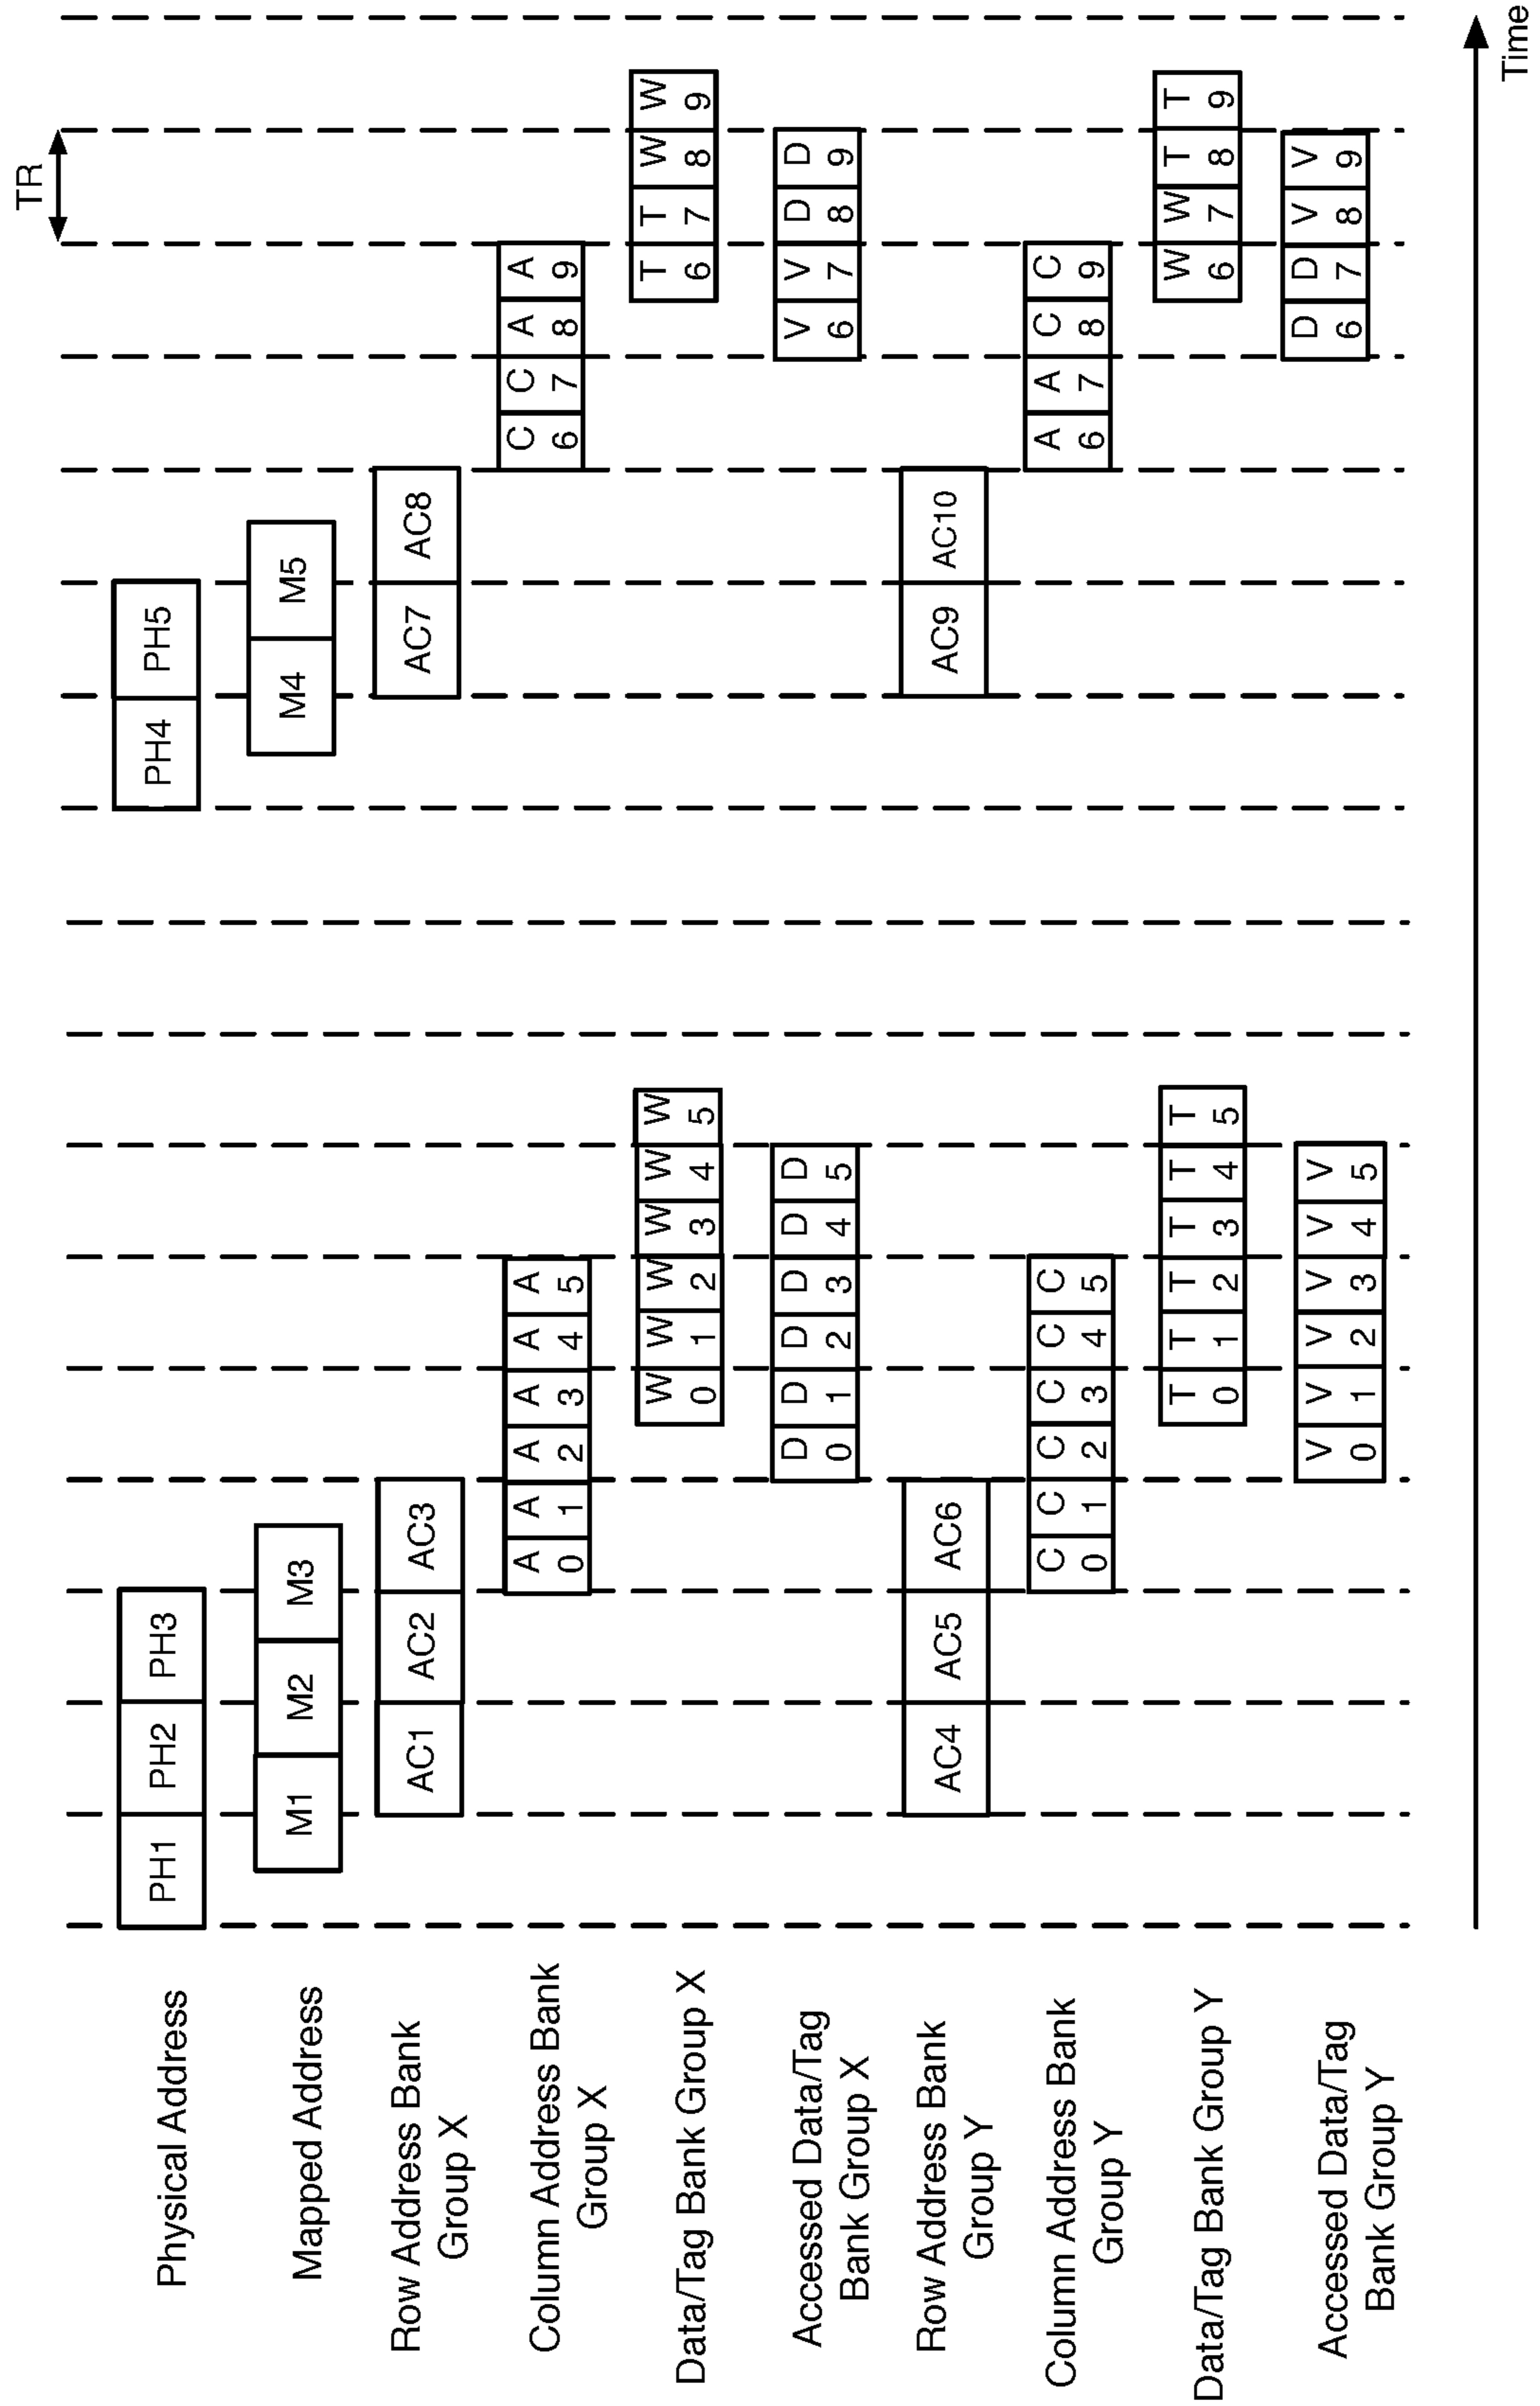 TR
Physical Address
PH1 PH2 PH3 PH4 PH5
Mapped Address
M1 M2 M3 M4 M5
Row Address Bank
Group X
AC1 AC2 AC3 AC7 AC8
Column Address Bank
Group X
A A A A A A C C A A
0 1 2 3 4 5 6 7 8 9
Data/Tag Bank Group X
W W W W W W T T W W
0 1 2 3 4 5 6 7 8 9
Accessed Data/Tag
Bank Group X
D D D D D D V V D D
0 1 2 3 4 5 6 7 8 9
Row Address Bank
Group Y
AC4 AC5 AC6 AC9 AC10
Column Address Bank
Group Y
C C C C C C A A C C
0 1 2 3 4 5 6 7 8 9
Data/Tag Bank Group Y
T T T T T T W W T T
0 1 2 3 4 5 6 7 8 9
Accessed Data/Tag
Bank Group Y
V V V V V V D D V V
0 1 2 3 4 5 6 7 8 9
Time